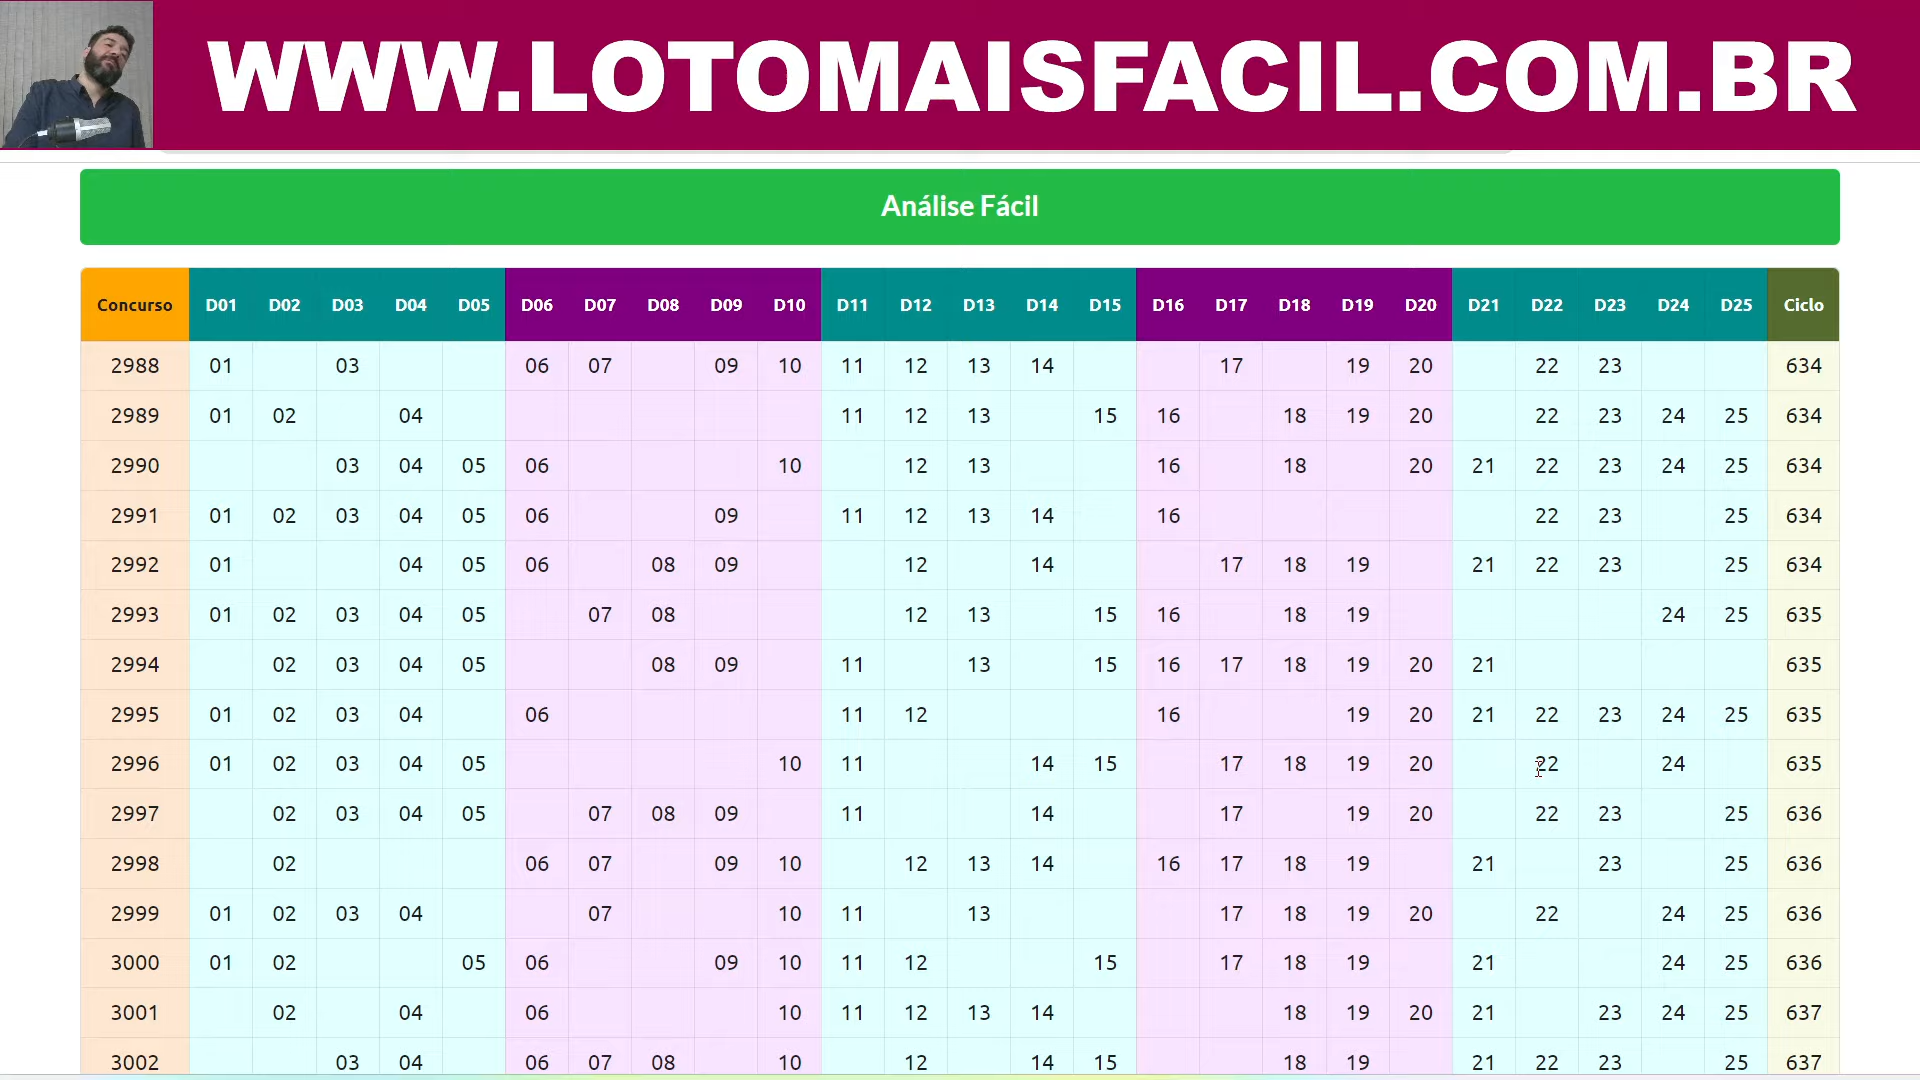 WWW.LOTOMAISFACIL.COM.BR
Análise Fácil
Concurso D01 D02 D03 D04 D05 D06 D07 D08 D09 D10 D11 D12 D13 D14 D15 D16 D17 D18 D19 D20 D21 D22 D23 D24 D25 Ciclo
2988 01 03 06 07 09 10 11 12 13 14 17 19 20 22 23 634
2989 01 02 04 11 12 13 15 16 18 19 20 22 23 24 25 634
2990 03 04 05 06 10 12 13 16 18 20 21 22 23 24 25 634
2991 01 02 03 04 05 06 09 11 12 13 14 16 22 23 25 634
2992 01 04 05 06 08 09 12 14 17 18 19 21 22 23 25 634
2993 01 02 03 04 05 07 08 12 13 15 16 18 19 24 25 635
2994 02 03 04 05 08 09 11 13 15 16 17 18 19 20 21 635
2995 01 02 03 04 06 11 12 16 19 20 21 22 23 24 25 635
2996 01 02 03 04 05 10 11 14 15 17 18 19 20 22 24 635
2997 02 03 04 05 07 08 09 11 14 17 19 20 22 23 25 636
2998 02 06 07 09 10 12 13 14 16 17 18 19 21 23 25 636
2999 01 02 03 04 07 10 11 13 17 18 19 20 22 24 25 636
3000 01 02 05 06 09 10 11 12 15 17 18 19 21 24 25 636
3001 02 04 06 10 11 12 13 14 18 19 20 21 23 24 25 637
3002 03 04 06 07 08 10 12 14 15 18 19 21 22 23 25 637